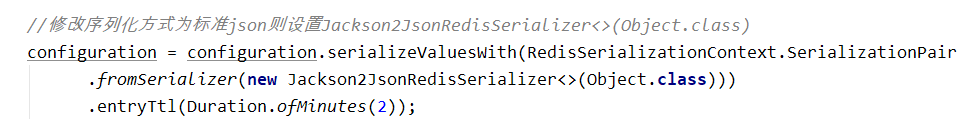 //修改序列化方式为标准json则设置Jackson2JsonRedisSerializer<>(Object.class)
configuration = configuration.serializeValuesWith(RedisSerializationContext.SerializationPair
.fromSerializer(new Jackson2JsonRedisSerializer<>(Object.class)))
.entryTtl(Duration.ofMinutes(2));